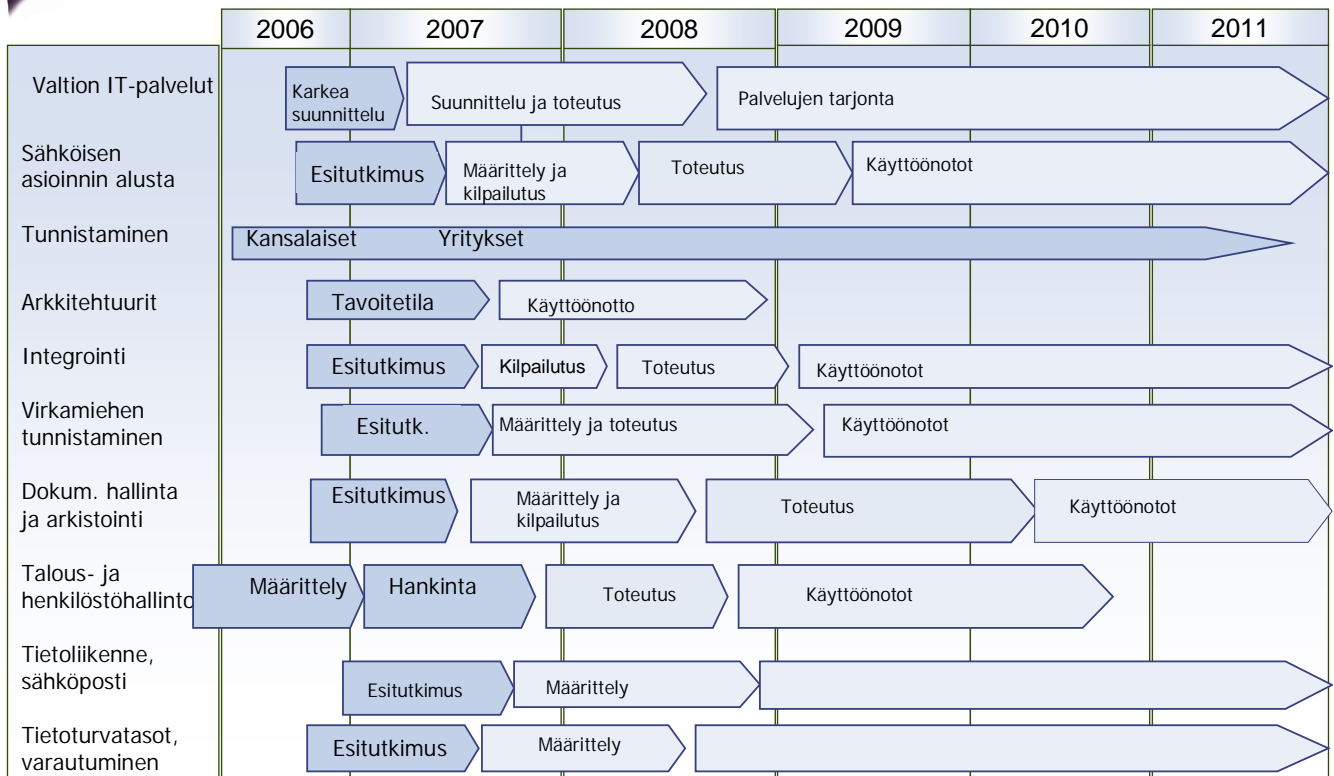 2006 2007 2008 2009 2010 2011
Valtion IT-palvelut
Karkea
suunnittelu
Suunnittelu ja toteutus
Palvelujen tarjonta
Sähköisen
asioinnin alusta
Esitutkimus
Määrittely ja
kilpailutus
Toteutus
Käyttöönotot
Tunnistaminen
Kansalaiset
Yritykset
Arkkitehtuurit
Tavoitetila
Käyttöönotto
Integrointi
Esitutkimus
Kilpailutus
Toteutus
Käyttöönotot
Virkamiehen
tunnistaminen
Esitutk.
Määrittely ja toteutus
Käyttöönotot
Dokum. hallinta
ja arkistointi
Esitutkimus
Määrittely ja
kilpailutus
Toteutus
Käyttöönotot
Talous- ja
henkilöstöhallinto
Määrittely
Hankinta
Toteutus
Käyttöönotot
Tietoliikenne,
sähköposti
Esitutkimus
Määrittely
Tietoturvatasot,
varautuminen
Esitutkimus
Määrittely